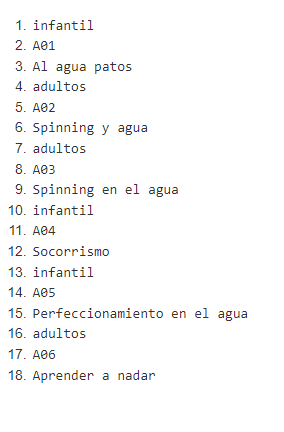 1. infantil
2. A01
3. Al agua patos
4. adultos
5. A02
6. Spinning y agua
7. adultos
8. A03
9. Spinning en el agua
10. infantil
11. A04
12. Socorrismo
13. infantil
14. A05
15. Perfeccionamiento en el agua
16. adultos
17. A06
18. Aprender a nadar